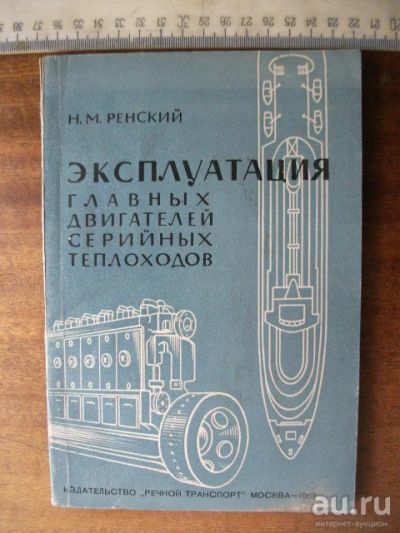 Н. М. РЕНСКИЙ
ЭКСПЛУАТАЦИЯ
ГЛАВНЫХ
ДВИГАТЕЛЕЙ
СЕРИЙНЫХ
ТЕПЛОХОДОВ
ИЗДАТЕЛЬСТВО „РЕЧНОЙ ТРАНСПОРТ" МОСКВА
au.ru
интернет-аукцион